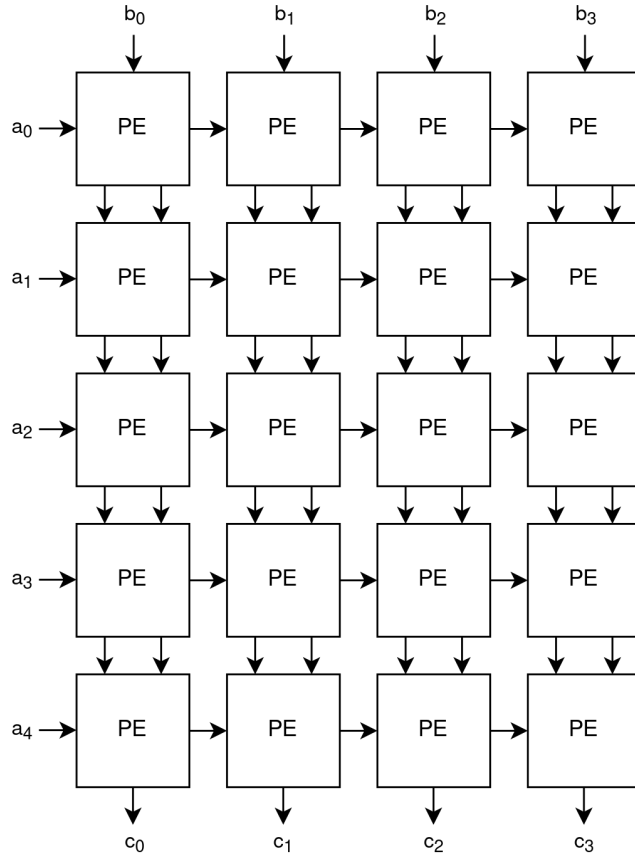 b₀ b₁ b₂ b₃
a₀ PE PE PE PE
a₁ PE PE PE PE
a₂ PE PE PE PE
a₃ PE PE PE PE
a₄ PE PE PE PE
c₀ c₁ c₂ c₃